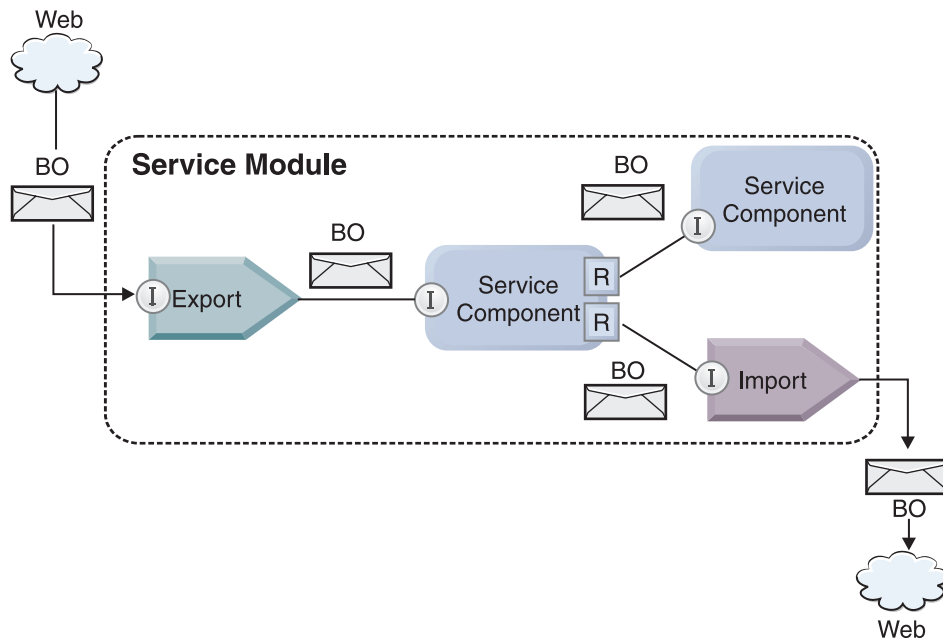 Web
BO
Service Module
BO
Service
Component
I
BO
I
Export
I
Service
Component
R
R
BO
I
Import
BO
Web